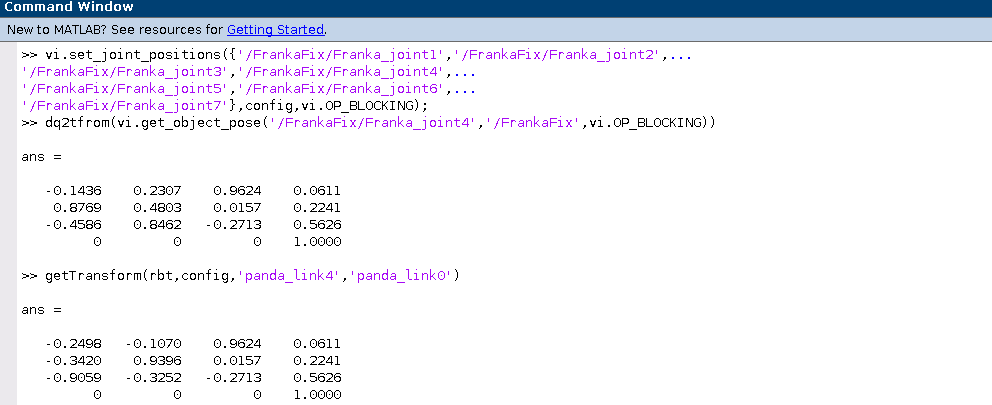 Command Window
New to MATLAB? See resources for Getting Started.
>> vi.set_joint_positions({'/FrankaFix/Franka_joint1','/FrankaFix/Franka_joint2',...
'/FrankaFix/Franka_joint3','/FrankaFix/Franka_joint4',...
'/FrankaFix/Franka_joint5','/FrankaFix/Franka_joint6',...
'/FrankaFix/Franka_joint7'},config,vi.OP_BLOCKING);
>> dq2tfrom(vi.get_object_pose('/FrankaFix/Franka_joint4','/FrankaFix',vi.OP_BLOCKING))
ans =
-0.1436 0.2307 0.9624 0.0611
0.8769 0.4803 0.0157 0.2241
-0.4586 0.8462 -0.2713 0.5626
0 0 0 1.0000
>> getTransform(rbt,config,'panda_link4','panda_link0')
ans =
-0.2498 -0.1070 0.9624 0.0611
-0.3420 0.9396 0.0157 0.2241
-0.9059 -0.3252 -0.2713 0.5626
0 0 0 1.0000